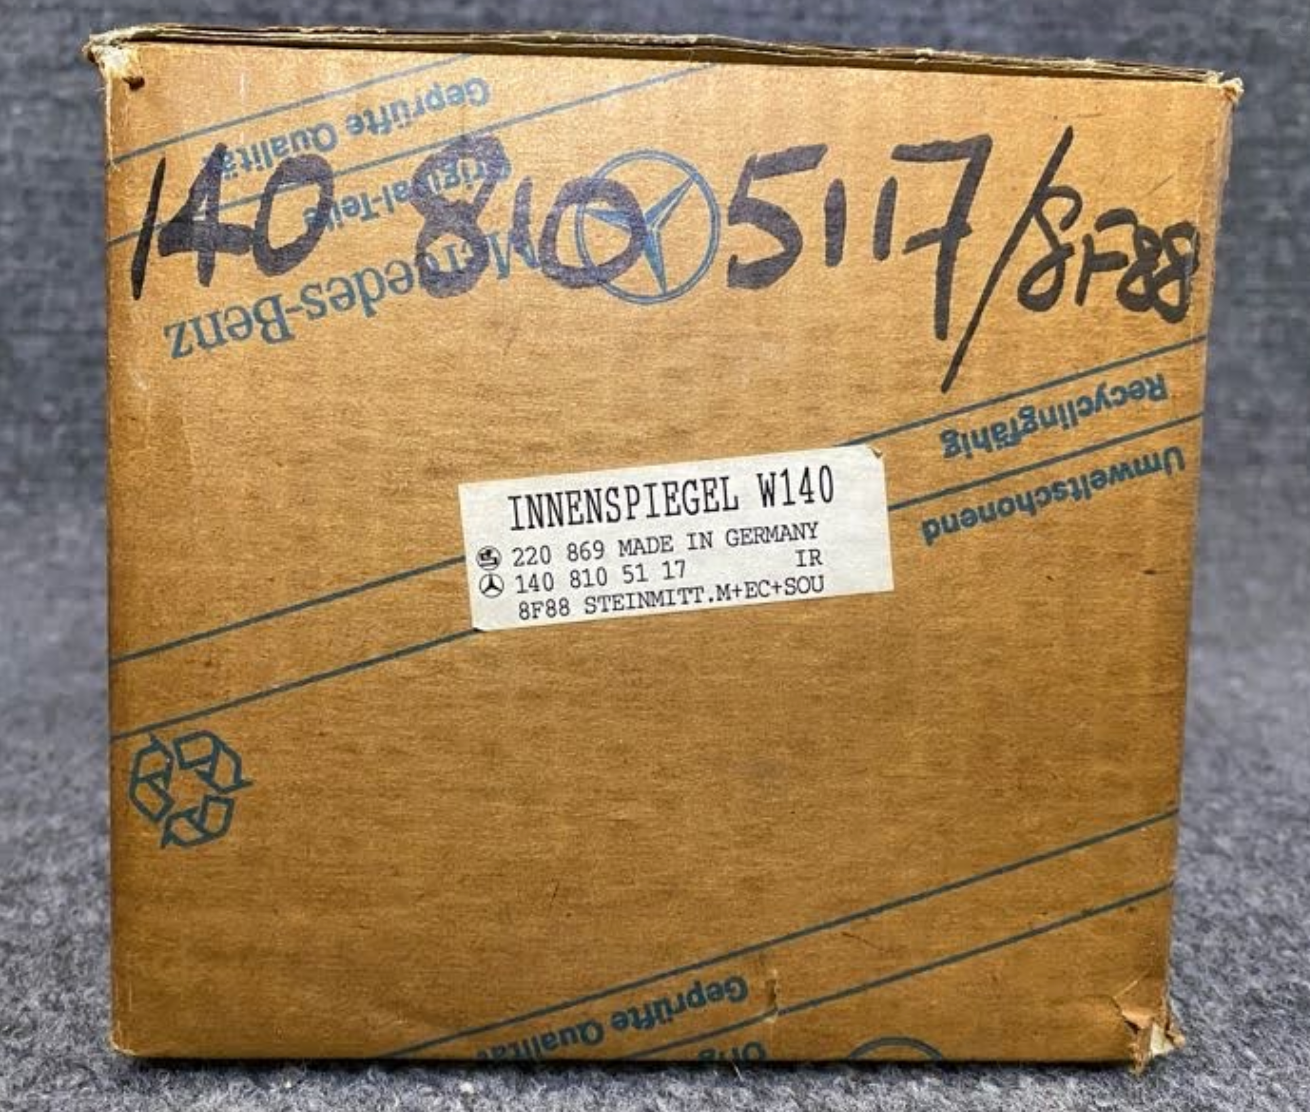 Geprüfte Qualität
Original-Teile
Mercedes-Benz
140 810 5117/8F88
Recyclingfähig
Umweltschonend
INNENSPIEGEL W140
220 869 MADE IN GERMANY
140 810 51 17 IR
8F88 STEINMITT.M+EC+SOU
Geprüfte Qualität